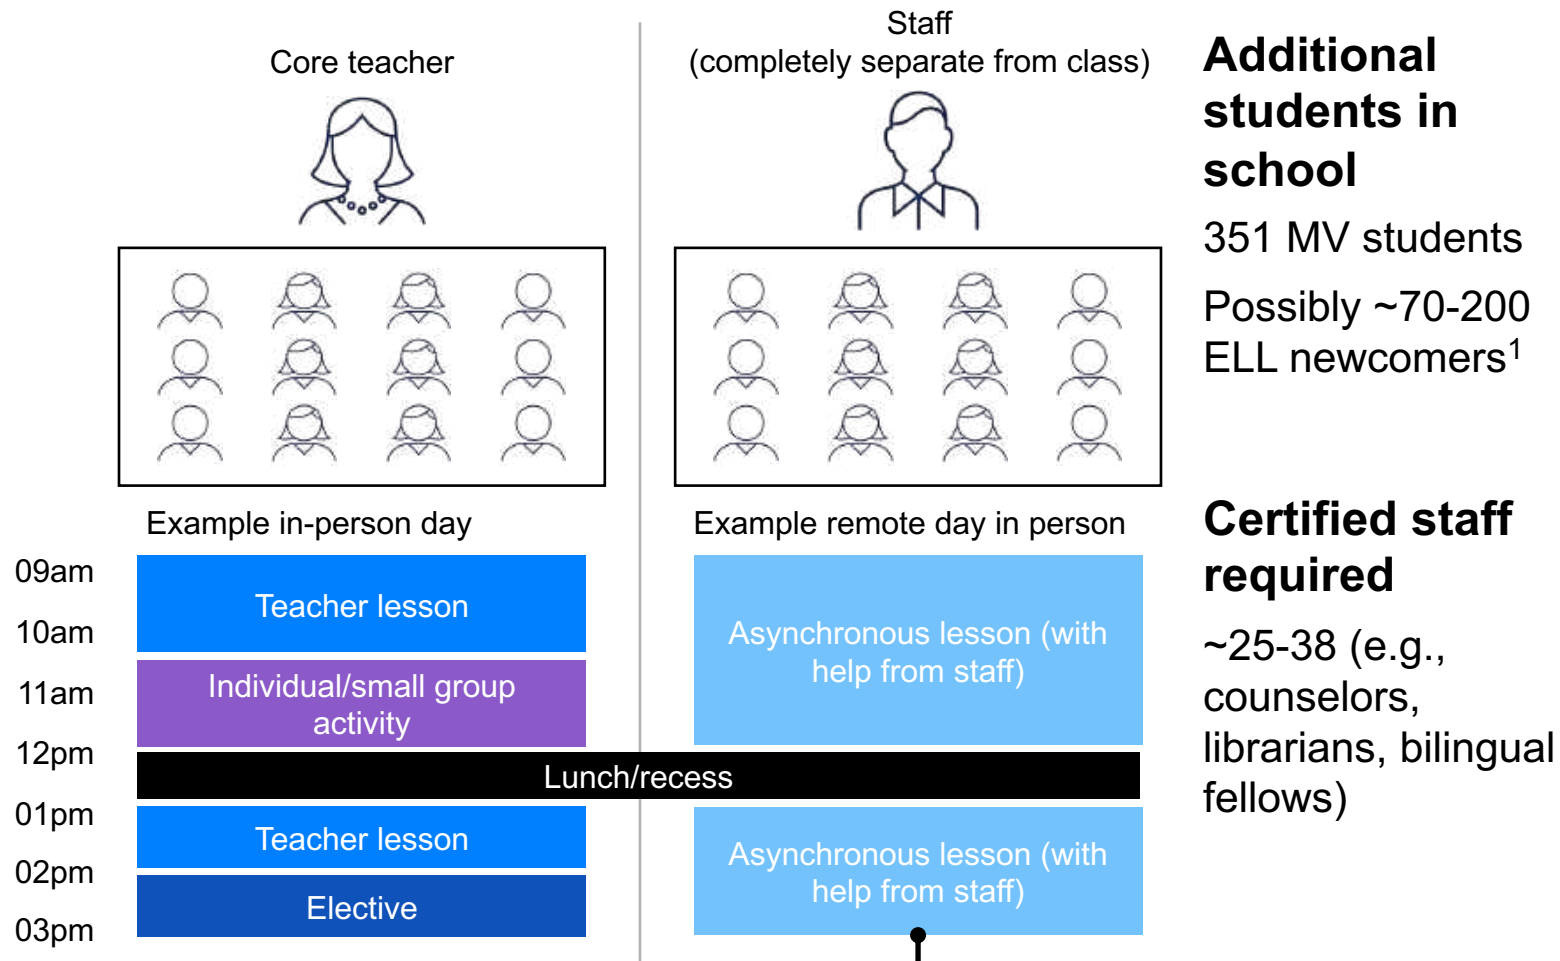 Core teacher
Staff
(completely separate from class)
Example in-person day
Example remote day in person
09am
10am
11am
12pm
01pm
02pm
03pm
Teacher lesson
Individual/small group
activity
Asynchronous lesson (with
help from staff)
Lunch/recess
Teacher lesson
Elective
Asynchronous lesson (with
help from staff)
Additional
students in
school
351 MV students
Possibly ~70-200
ELL newcomers¹
Certified staff
required
~25-38 (e.g.,
counselors,
librarians, bilingual
fellows)